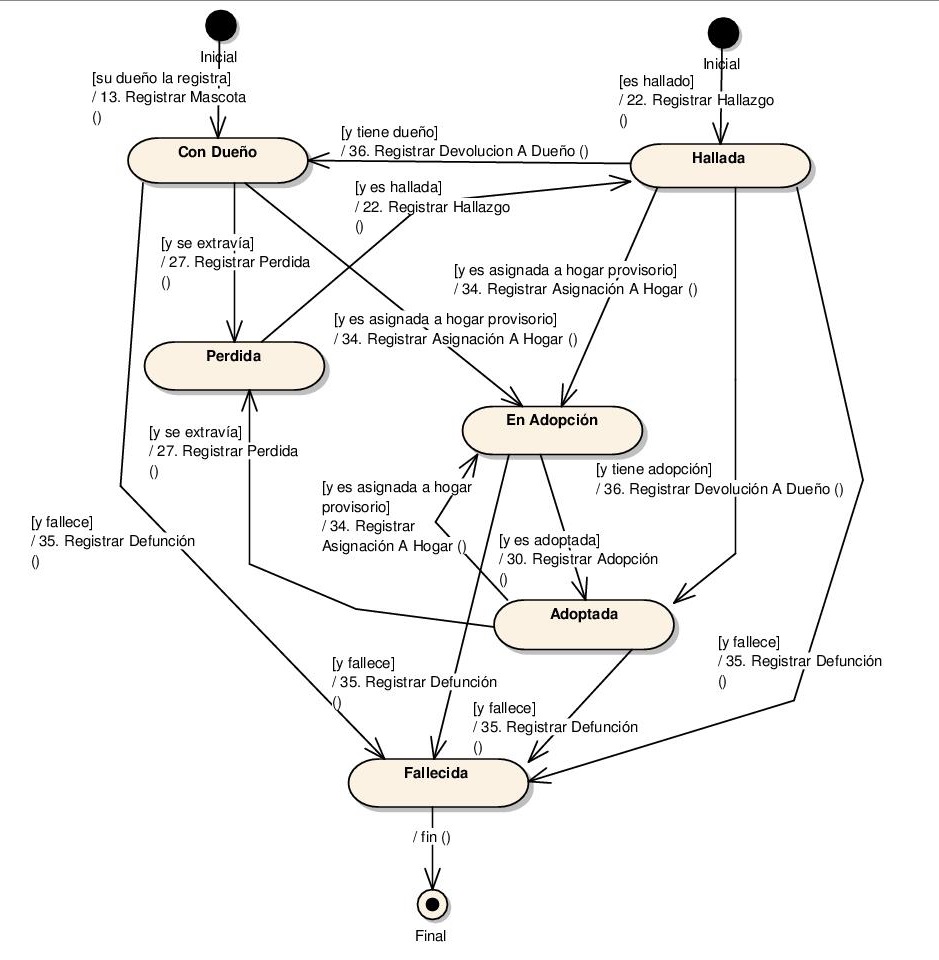 Inicial
[su dueño la registra]
/ 13. Registrar Mascota
()
Inicial
[es hallado]
/ 22. Registrar Hallazgo
()
Con Dueño
[y tiene dueño]
/ 36. Registrar Devolucion A Dueño ()
Hallada
[y es hallada]
/ 22. Registrar Hallazgo
()
[y se extravía]
/ 27. Registrar Perdida
()
[y es asignada a hogar provisorio]
/ 34. Registrar Asignación A Hogar ()
[y es asignada a hogar provisorio]
/ 34. Registrar Asignación A Hogar ()
Perdida
En Adopción
[y se extravía]
/ 27. Registrar Perdida
()
[y tiene adopción]
/ 36. Registrar Devolución A Dueño ()
[y es asignada a hogar
provisorio]
/ 34. Registrar
Asignación A Hogar ()
[y fallece]
/ 35. Registrar Defunción
()
[y es adoptada]
/ 30. Registrar Adopción
()
Adoptada
[y fallece]
/ 35. Registrar Defunción
()
[y fallece]
/ 35. Registrar Defunción
()
[y fallece]
/ 35. Registrar Defunción
()
Fallecida
/ fin ()
Final